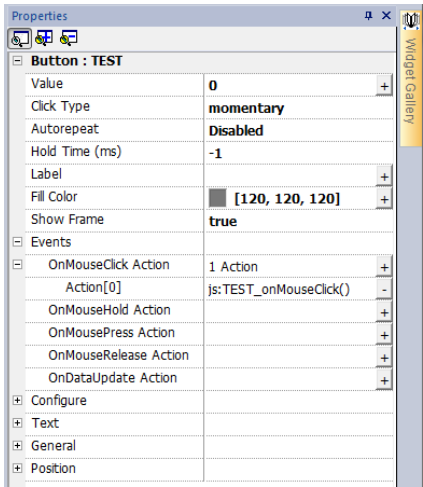 Properties
Button : TEST
Value 0 +
Click Type momentary
Autorepeat Disabled
Hold Time (ms) -1
Label +
Fill Color [120, 120, 120] +
Show Frame true
Events
OnMouseClick Action 1 Action +
Action[0] js:TEST_onMouseClick() -
OnMouseHold Action +
OnMousePress Action +
OnMouseRelease Action +
OnDataUpdate Action +
Configure
Text
General
Position
Widget Gallery